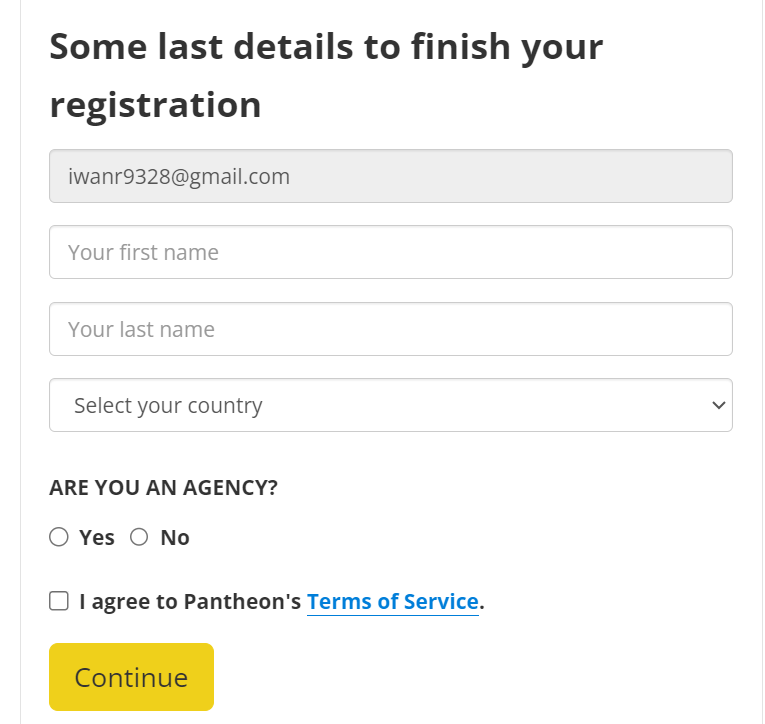 Some last details to finish your
registration
iwanr9328@gmail.com
Your first name
Your last name
Select your country
ARE YOU AN AGENCY?
Yes No
I agree to Pantheon's Terms of Service.
Continue